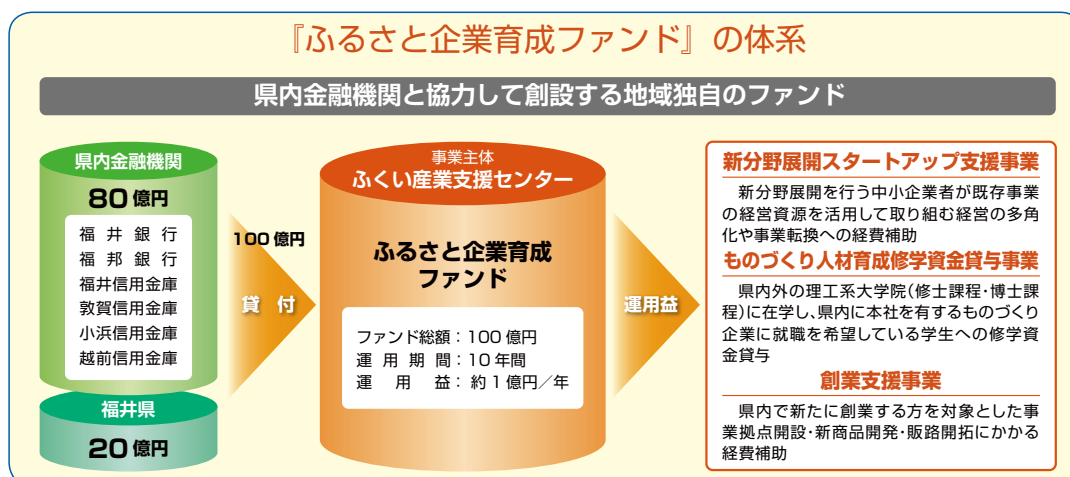 『ふるさと企業育成ファンド』の体系
県内金融機関と協力して創設する地域独自のファンド
県内金融機関
80億円
福井銀行
福邦銀行
福井信用金庫
敦賀信用金庫
小浜信用金庫
越前信用金庫
福井県
20億円
100億円
貸付
事業主体
ふくい産業支援センター
ふるさと企業育成
ファンド
ファンド総額：100億円
運用期間：10年間
運用益：約1億円／年
運用益
新分野展開スタートアップ支援事業
新分野展開を行う中小企業者が既存事業
の経営資源を活用して取り組む経営の多角
化や事業転換への経費補助
ものづくり人材育成修学資金貸与事業
県内外の理工系大学院（修士課程・博士課
程）に在学し、県内に本社を有するものづくり
企業に就職を希望している学生への修学資
金貸与
創業支援事業
県内で新たに創業する方を対象とした事
業拠点開設・新商品開発・販路開拓にかかる
経費補助